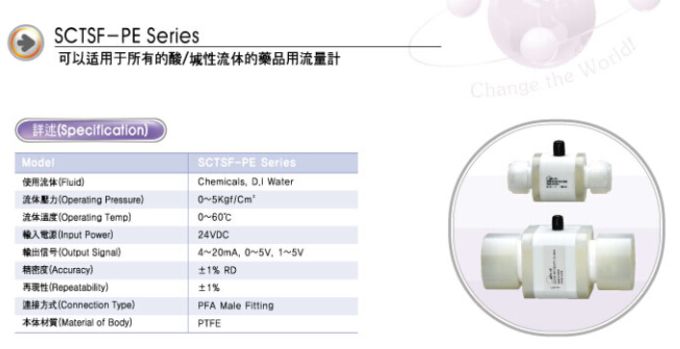 SCTSF-PE Series
可以适用于所有的酸/堿性流体的藥品用流量計
Change the World!
詳述(Specification)
Model SCTSF-PE Series
使用流体(Fluid) Chemicals, D.I Water
流体壓力(Operating Pressure) 0~5Kgf/Cm²
流体溫度(Operating Temp) 0~60℃
輸入電源(Input Power) 24VDC
輸出信号(Output Signal) 4~20mA, 0~5V, 1~5V
精密度(Accuracy) ±1% RD
再現性(Repeatability) ±1%
連接方式(Connection Type) PFA Male Fitting
本体材質(Material of Body) PTFE